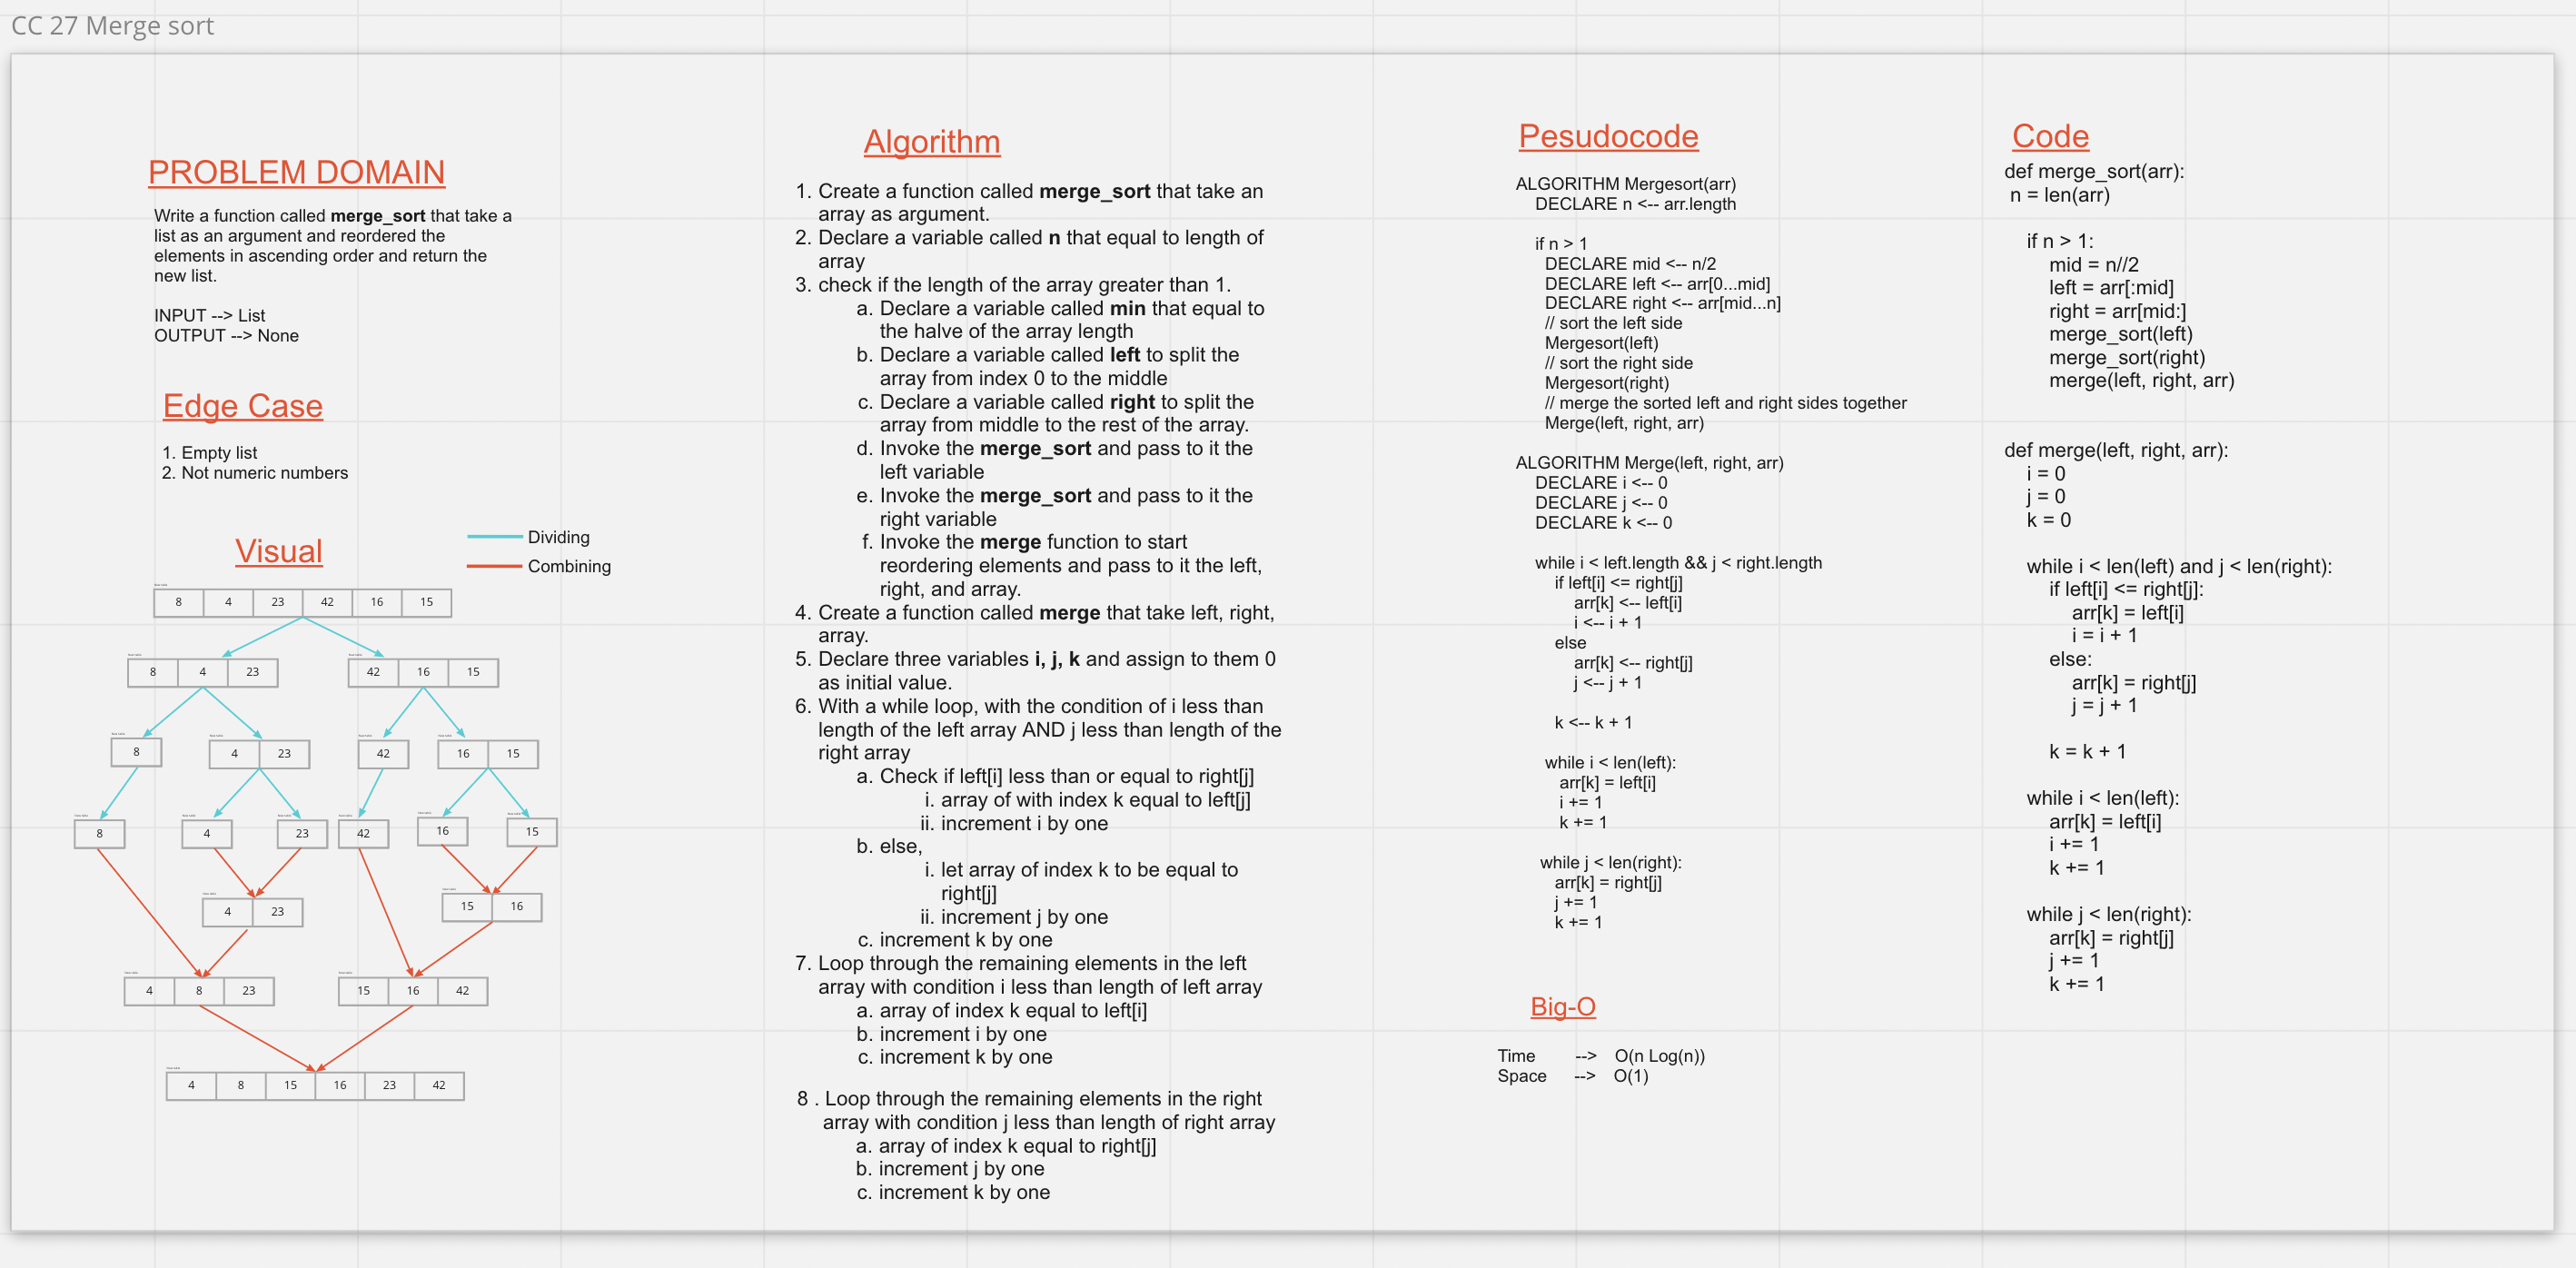 CC 27 Merge sort
PROBLEM DOMAIN
Write a function called merge_sort that take a
list as an argument and reordered the
elements in ascending order and return the
new list.
INPUT --> List
OUTPUT --> None
Edge Case
1. Empty list
2. Not numeric numbers
Visual
Dividing
Combining
8 4 23 42 16 15
8 4 23 42 16 15
8 4 23 42 16 15
8 4 23 42 16 15
4 23 15 16
4 8 23 15 16 42
4 8 15 16 23 42
Algorithm
1. Create a function called merge_sort that take an
array as argument.
2. Declare a variable called n that equal to length of
array
3. check if the length of the array greater than 1.
a. Declare a variable called min that equal to
the halve of the array length
b. Declare a variable called left to split the
array from index 0 to the middle
c. Declare a variable called right to split the
array from middle to the rest of the array.
d. Invoke the merge_sort and pass to it the
left variable
e. Invoke the merge_sort and pass to it the
right variable
f. Invoke the merge function to start
reordering elements and pass to it the left,
right, and array.
4. Create a function called merge that take left, right,
array.
5. Declare three variables i, j, k and assign to them 0
as initial value.
6. With a while loop, with the condition of i less than
length of the left array AND j less than length of the
right array
a. Check if left[i] less than or equal to right[j]
i. array of with index k equal to left[j]
ii. increment i by one
b. else,
i. let array of index k to be equal to
right[j]
ii. increment j by one
c. increment k by one
7. Loop through the remaining elements in the left
array with condition i less than length of left array
a. array of index k equal to left[i]
b. increment i by one
c. increment k by one
8 . Loop through the remaining elements in the right
array with condition j less than length of right array
a. array of index k equal to right[j]
b. increment j by one
c. increment k by one
Pesudocode
ALGORITHM Mergesort(arr)
DECLARE n <-- arr.length
if n > 1
DECLARE mid <-- n/2
DECLARE left <-- arr[0...mid]
DECLARE right <-- arr[mid...n]
// sort the left side
Mergesort(left)
// sort the right side
Mergesort(right)
// merge the sorted left and right sides together
Merge(left, right, arr)
ALGORITHM Merge(left, right, arr)
DECLARE i <-- 0
DECLARE j <-- 0
DECLARE k <-- 0
while i < left.length && j < right.length
if left[i] <= right[j]
arr[k] <-- left[i]
i <-- i + 1
else
arr[k] <-- right[j]
j <-- j + 1
k <-- k + 1
while i < len(left):
arr[k] = left[i]
i += 1
k += 1
while j < len(right):
arr[k] = right[j]
j += 1
k += 1
Big-O
Time --> O(n Log(n))
Space --> O(1)
Code
def merge_sort(arr):
n = len(arr)
if n > 1:
mid = n//2
left = arr[:mid]
right = arr[mid:]
merge_sort(left)
merge_sort(right)
merge(left, right, arr)
def merge(left, right, arr):
i = 0
j = 0
k = 0
while i < len(left) and j < len(right):
if left[i] <= right[j]:
arr[k] = left[i]
i = i + 1
else:
arr[k] = right[j]
j = j + 1
k = k + 1
while i < len(left):
arr[k] = left[i]
i += 1
k += 1
while j < len(right):
arr[k] = right[j]
j += 1
k += 1